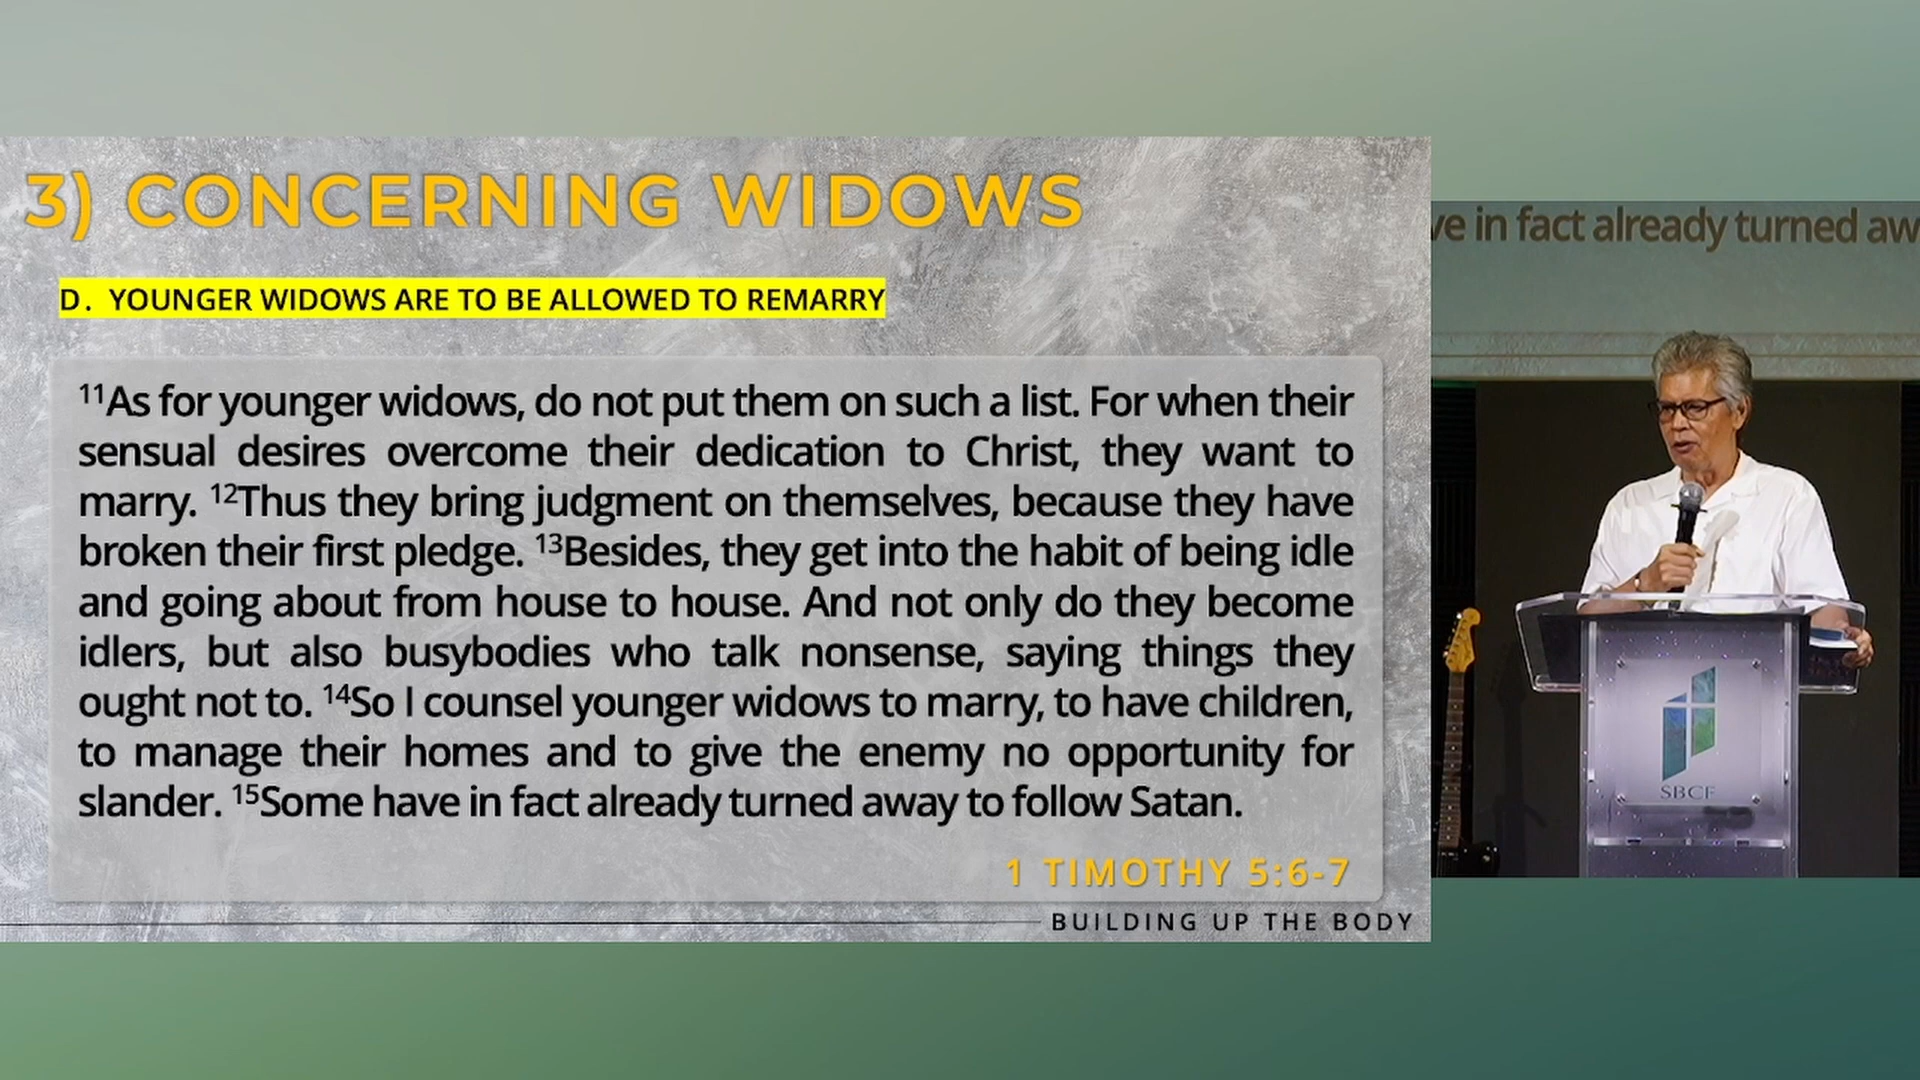 3) CONCERNING WIDOWS
D. YOUNGER WIDOWS ARE TO BE ALLOWED TO REMARRY
¹¹As for younger widows, do not put them on such a list. For when their
sensual desires overcome their dedication to Christ, they want to
marry. ¹²Thus they bring judgment on themselves, because they have
broken their first pledge. ¹³Besides, they get into the habit of being idle
and going about from house to house. And not only do they become
idlers, but also busybodies who talk nonsense, saying things they
ought not to. ¹⁴So I counsel younger widows to marry, to have children,
to manage their homes and to give the enemy no opportunity for
slander. ¹⁵Some have in fact already turned away to follow Satan.
1 TIMOTHY 5:6-7
BUILDING UP THE BODY
ve in fact already turned aw
SBCF